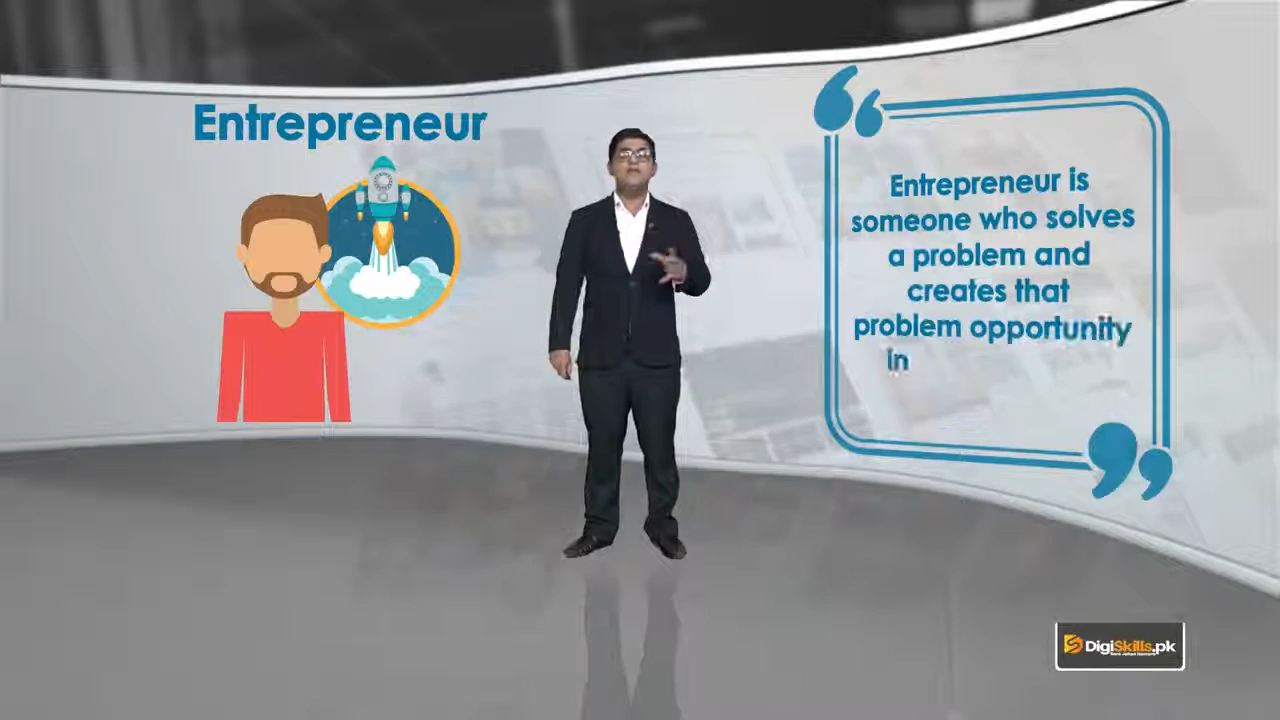 Entrepreneur
Entrepreneur is
someone who solves
a problem and
creates that
problem opportunity
in
DigiSkills.pk